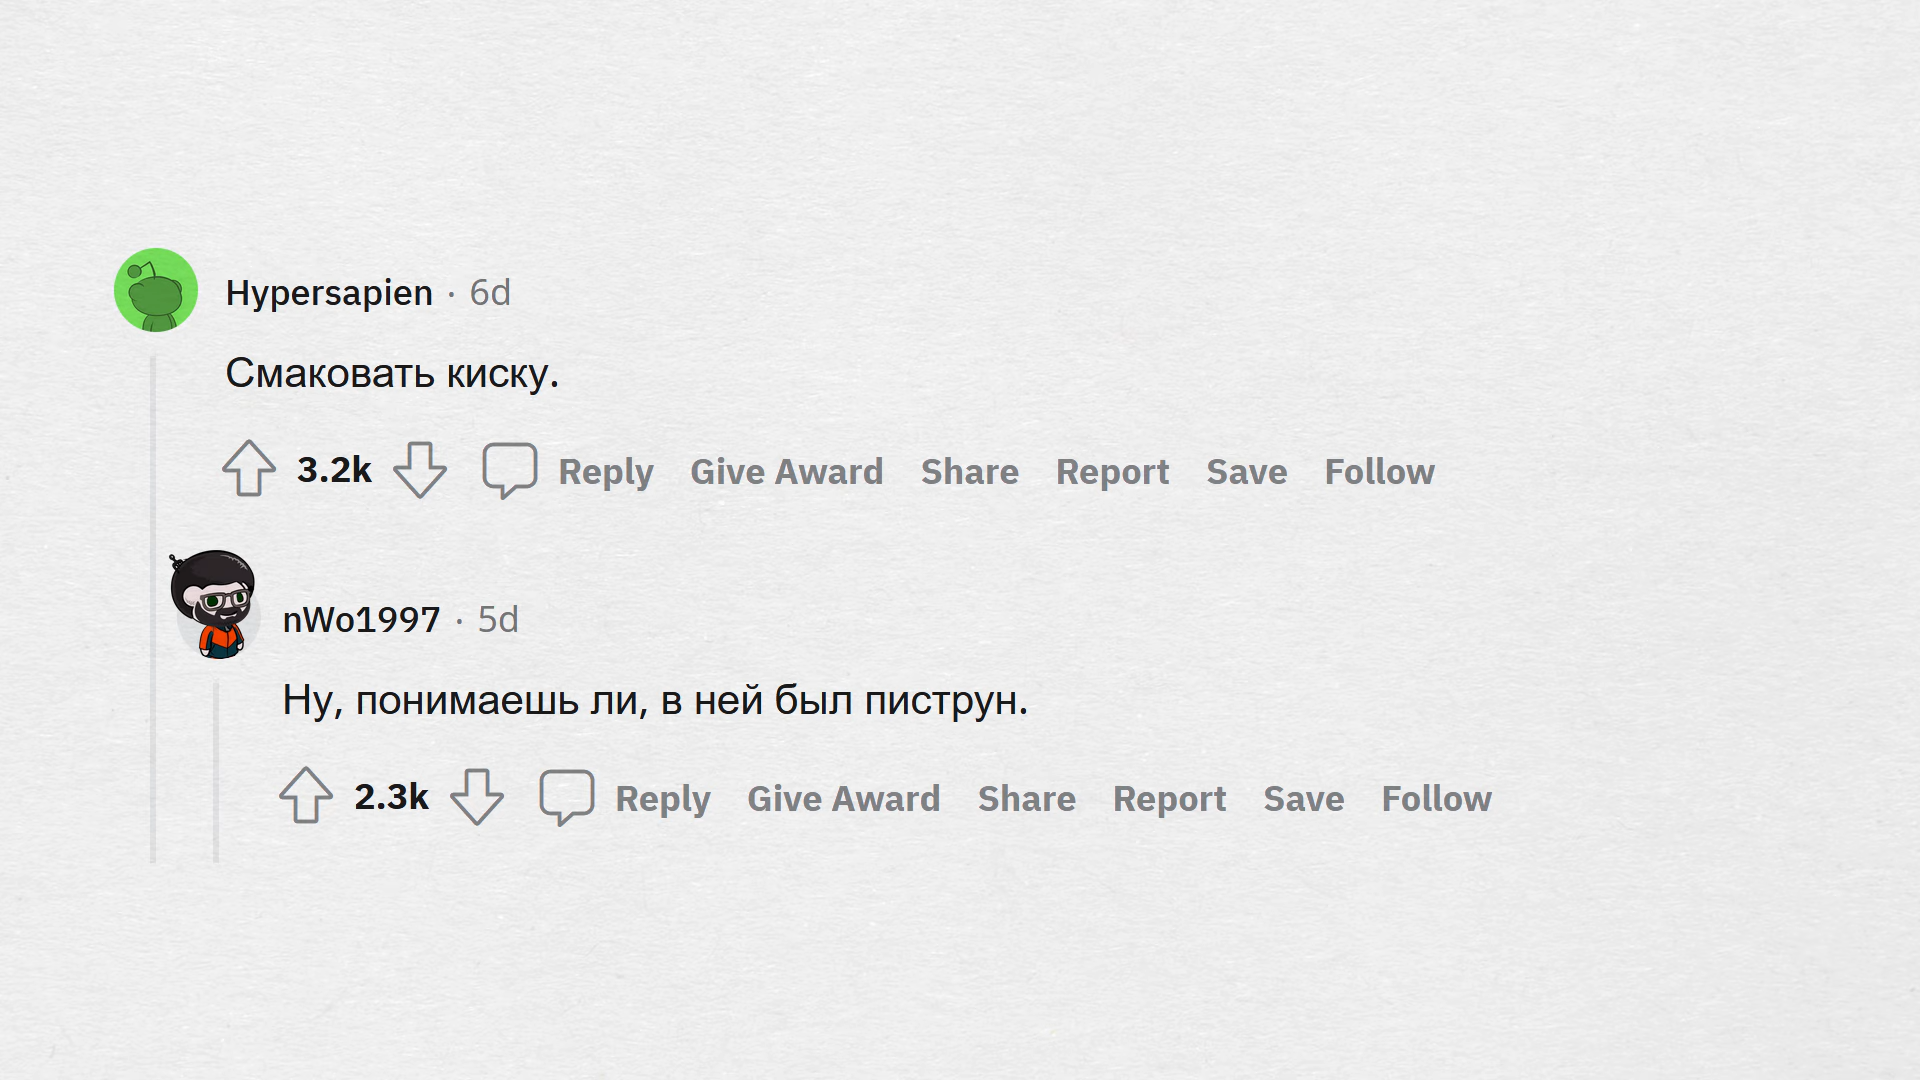 Hypersapien · 6d
Смаковать киску.
3.2k Reply Give Award Share Report Save Follow
nWo1997 · 5d
Ну, понимаешь ли, в ней был пиструн.
2.3k Reply Give Award Share Report Save Follow